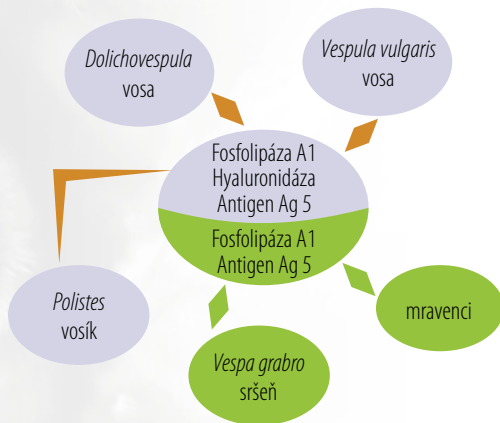 Dolichovespula
vosa
Vespula vulgaris
vosa
Fosfolipáza A1
Hyaluronidáza
Antigen Ag 5
Fosfolipáza A1
Antigen Ag 5
Polistes
vosík
mravenci
Vespa grabro
sršeň